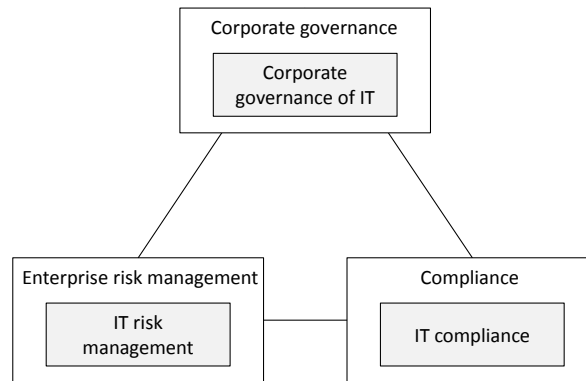 Corporate governance
Corporate
governance of IT
Enterprise risk management
IT risk
management
Compliance
IT compliance